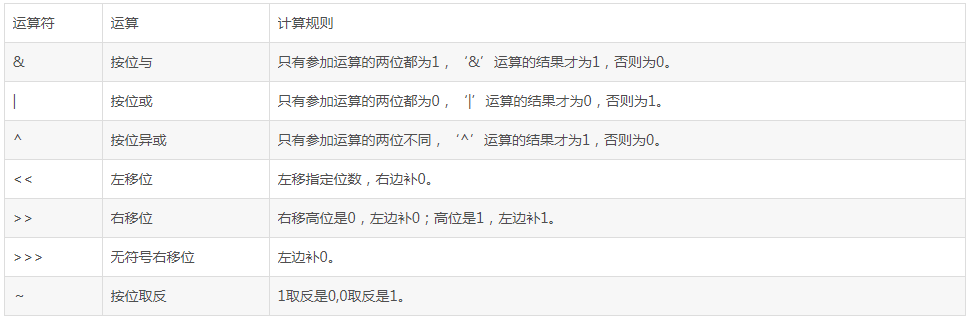 运算符 运算 计算规则
& 按位与 只有参加运算的两位都为1，‘&’运算的结果才为1，否则为0。
| 按位或 只有参加运算的两位都为0，‘|’运算的结果才为0，否则为1。
^ 按位异或 只有参加运算的两位不同，‘^’运算的结果才为1，否则为0。
<< 左移位 左移指定位数，右边补0。
>> 右移位 右移高位是0，左边补0；高位是1，左边补1。
>>> 无符号右移位 左边补0。
~ 按位取反 1取反是0,0取反是1。